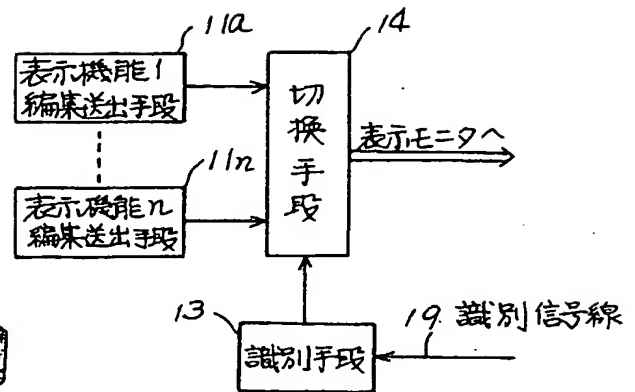 11a
14
表示機能1
編集送出手段
切換手段
表示モニタへ
11n
表示機能n
編集送出手段
13
19 識別信号線
識別手段